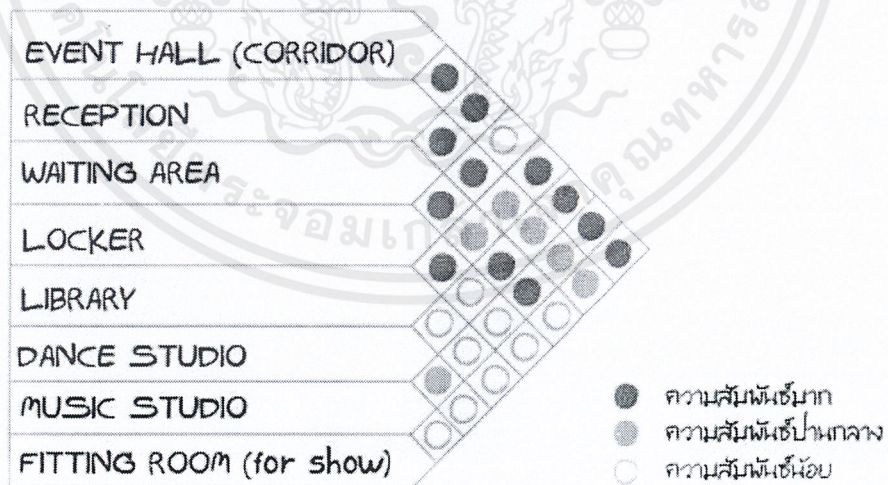 EVENT HALL (CORRIDOR)
RECEPTION
WAITING AREA
LOCKER
LIBRARY
DANCE STUDIO
MUSIC STUDIO
FITTING ROOM (for show)
ความสัมพันธ์มาก
ความสัมพันธ์ปานกลาง
ความสัมพันธ์น้อย